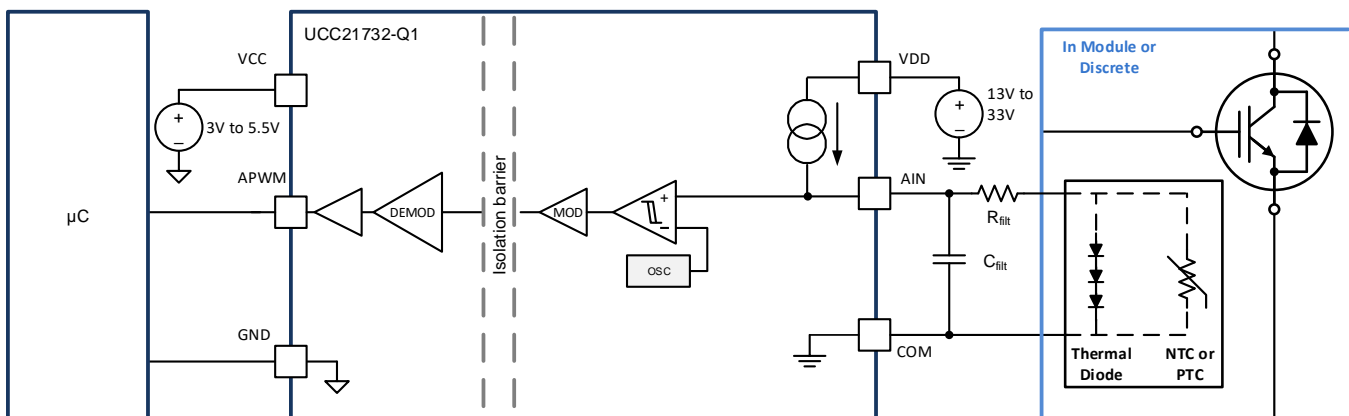 UCC21732-Q1
In Module or
Discrete
VCC
VDD
+
3V to 5.5V
−
+
13V to
33V
−
Isolation barrier
APWM
AIN
µC
DEMOD
MOD
+
−
OSC
Rfilt
Cfilt
GND
COM
Thermal
Diode
NTC or
PTC